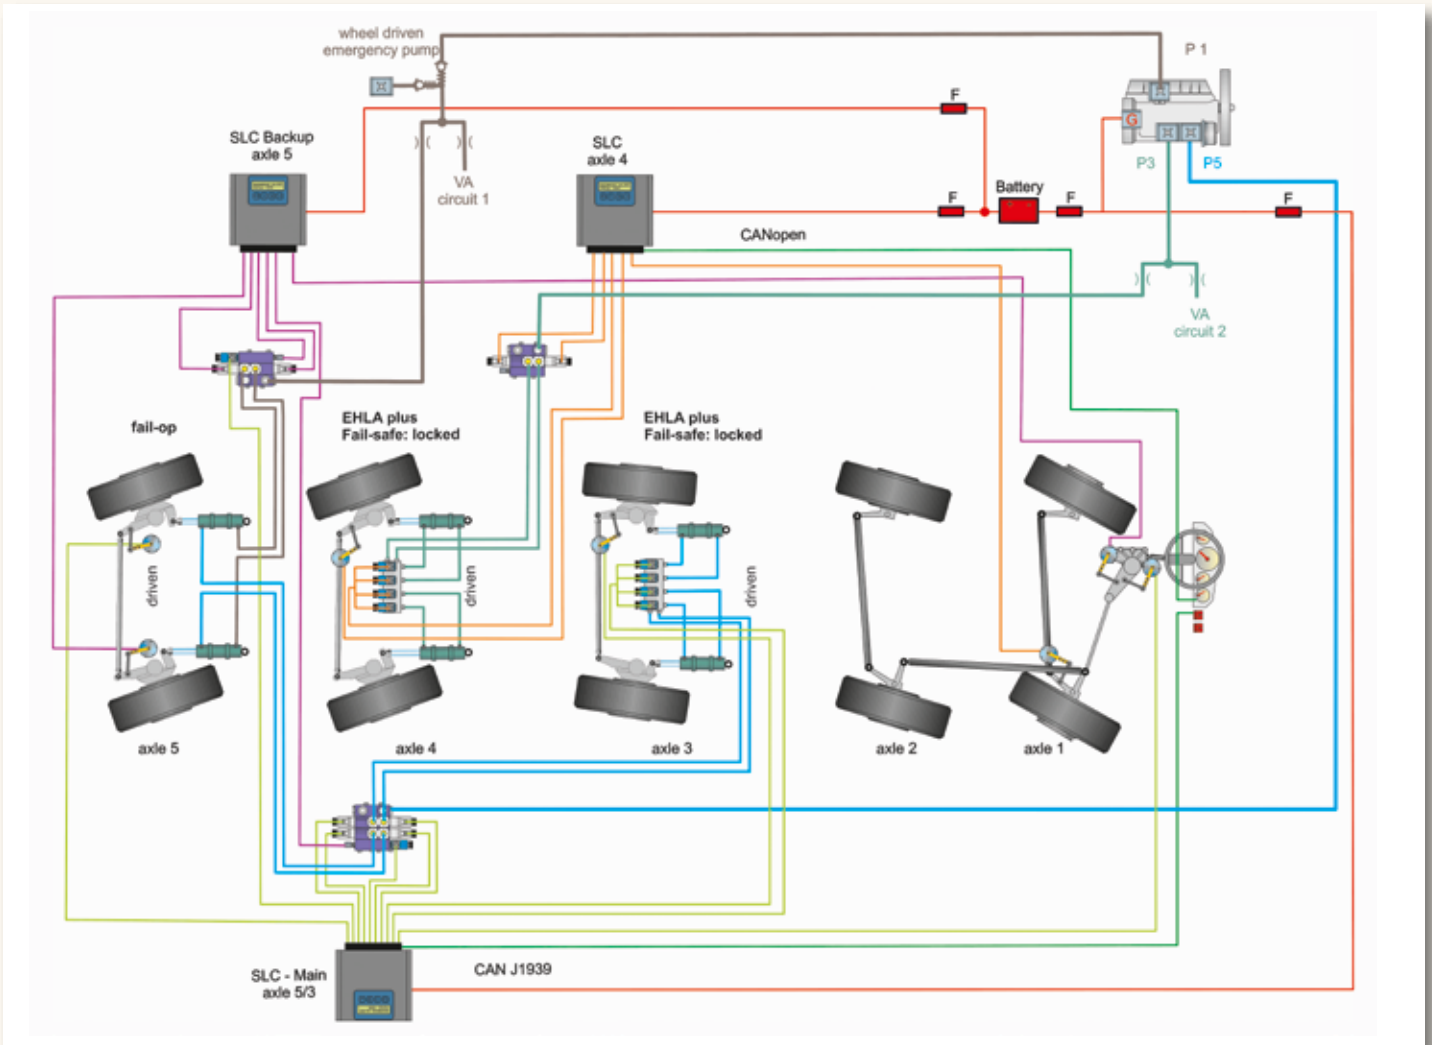 wheel driven
emergency pump
P 1
F
G
SLC Backup
axle 5
SLC
axle 4
P3
P5
VA
circuit 1
F
Battery
F
F
CANopen
VA
circuit 2
fail-op
EHLA plus
Fail-safe: locked
EHLA plus
Fail-safe: locked
driven
driven
driven
axle 5
axle 4
axle 3
axle 2
axle 1
SLC - Main
axle 5/3
CAN J1939